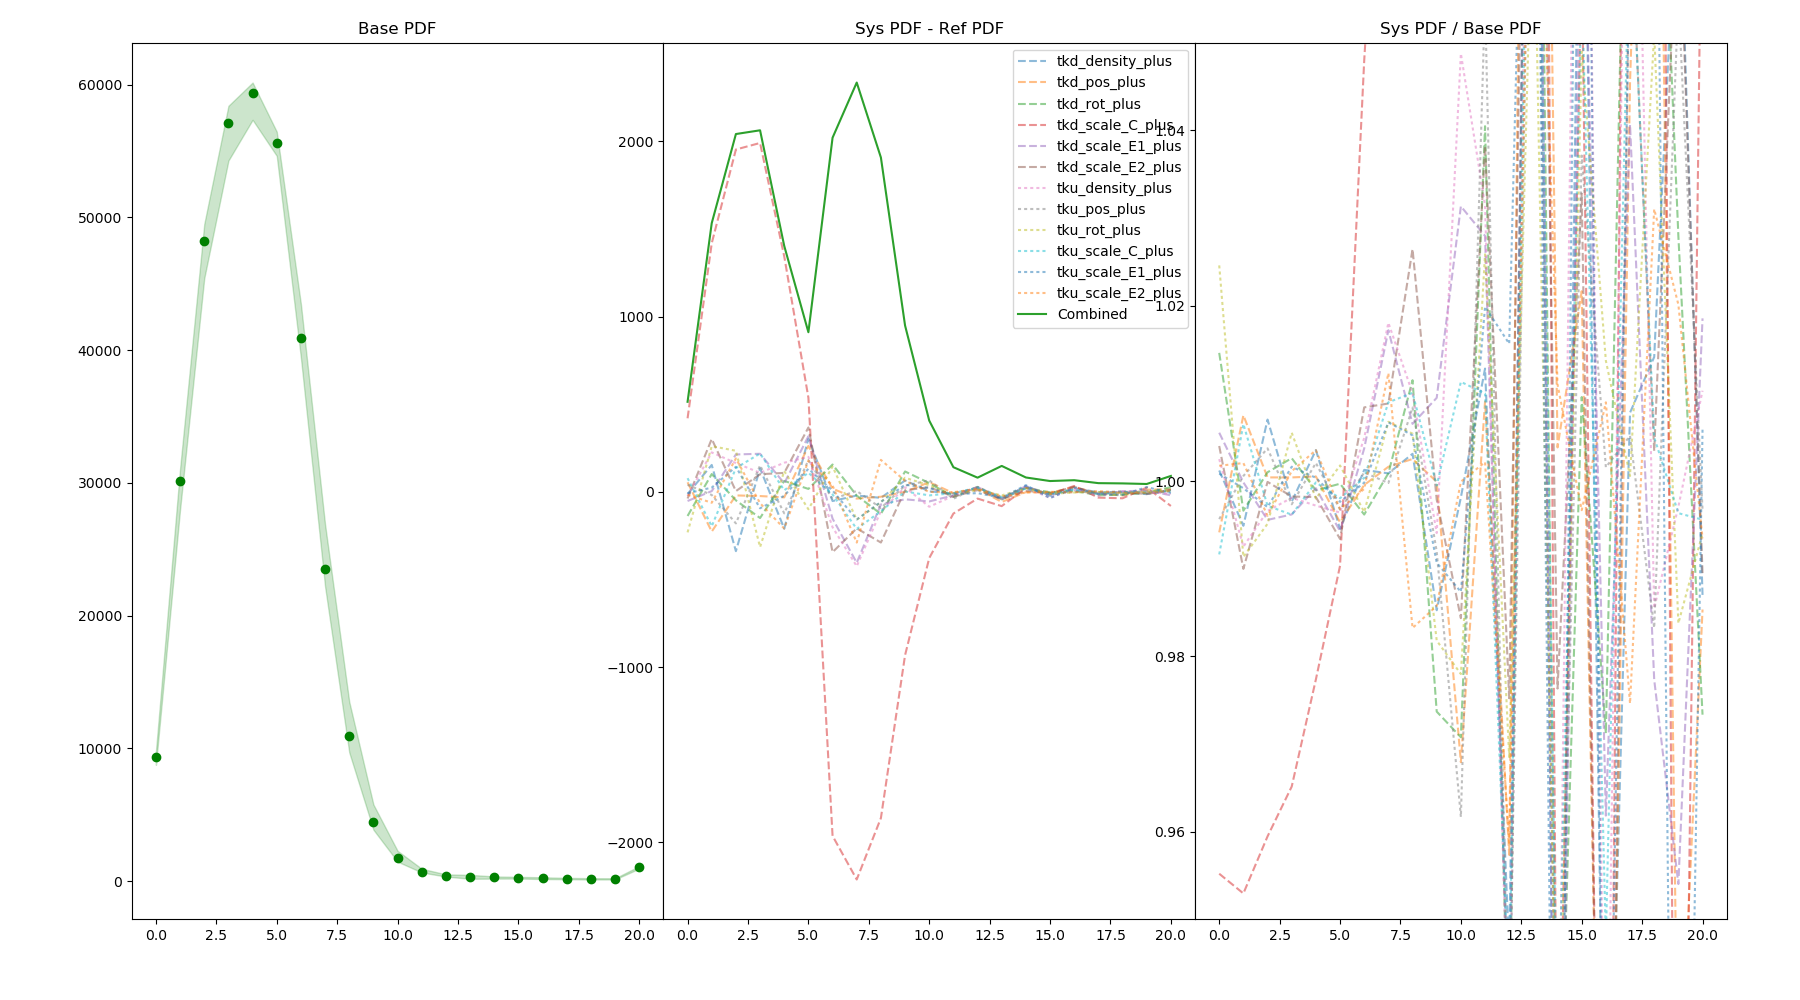 Base PDF
Sys PDF - Ref PDF
Sys PDF / Base PDF
60000
50000
40000
30000
20000
10000
0
0.0 2.5 5.0 7.5 10.0 12.5 15.0 17.5 20.0
2000
1000
0
−1000
−2000
0.0 2.5 5.0 7.5 10.0 12.5 15.0 17.5 20.0
tkd_density_plus
tkd_pos_plus
tkd_rot_plus
tkd_scale_C_plus
tkd_scale_E1_plus
tkd_scale_E2_plus
tku_density_plus
tku_pos_plus
tku_rot_plus
tku_scale_C_plus
tku_scale_E1_plus
tku_scale_E2_plus
Combined
1.04
1.02
1.00
0.98
0.96
0.0 2.5 5.0 7.5 10.0 12.5 15.0 17.5 20.0